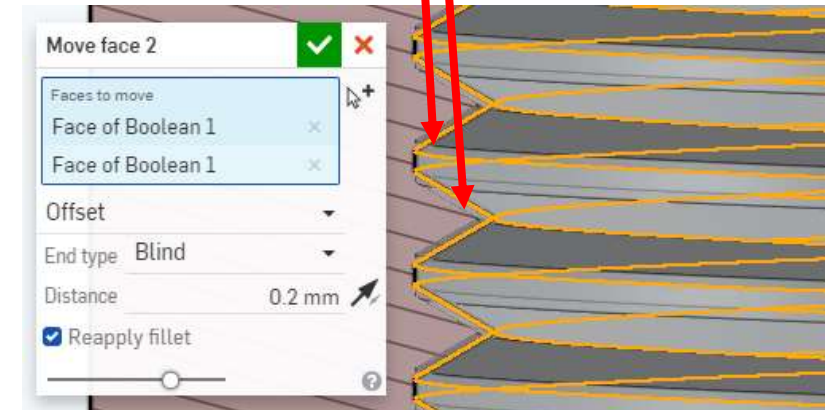 Move face 2
Faces to move
Face of Boolean 1
Face of Boolean 1
Offset
End type Blind
Distance 0.2 mm
Reapply fillet